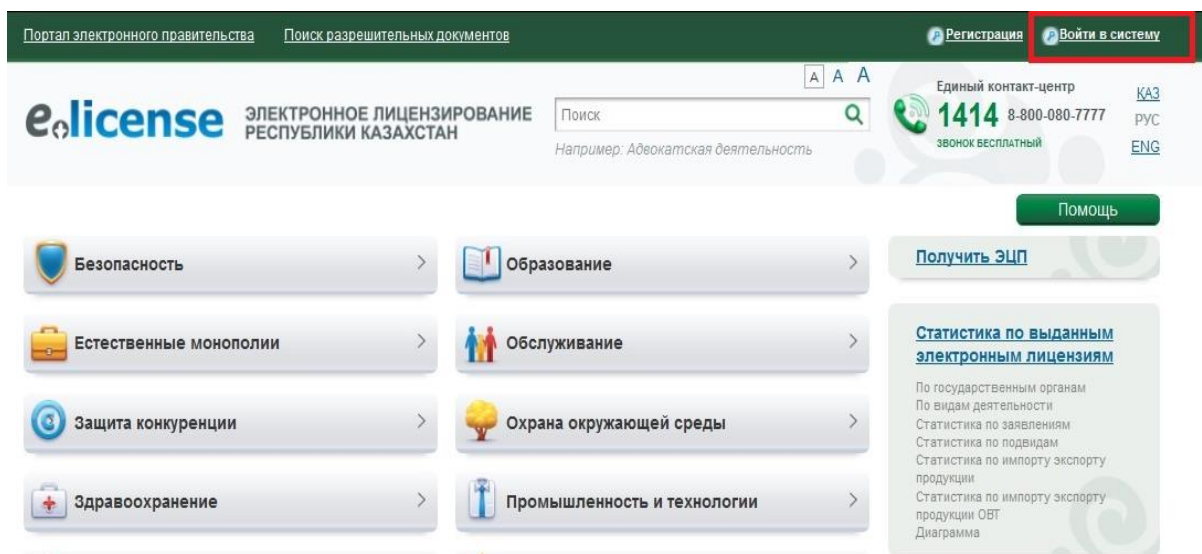 Портал электронного правительства Поиск разрешительных документов Регистрация Войти в систему
А А А
e.license ЭЛЕКТРОННОЕ ЛИЦЕНЗИРОВАНИЕ
РЕСПУБЛИКИ КАЗАХСТАН
Поиск
Например: Адвокатская деятельность
Единый контакт-центр
1414 8-800-080-7777
ЗВОНОК БЕСПЛАТНЫЙ
ҚАЗ
РУС
ENG
Помощь
Безопасность
Образование
Естественные монополии
Обслуживание
Защита конкуренции
Охрана окружающей среды
Здравоохранение
Промышленность и технологии
Получить ЭЦП
Статистика по выданным
электронным лицензиям
По государственным органам
По видам деятельности
Статистика по заявлениям
Статистика по подвидам
Статистика по импорту экспорту
продукции
Статистика по импорту экспорту
продукции ОВТ
Диаграмма